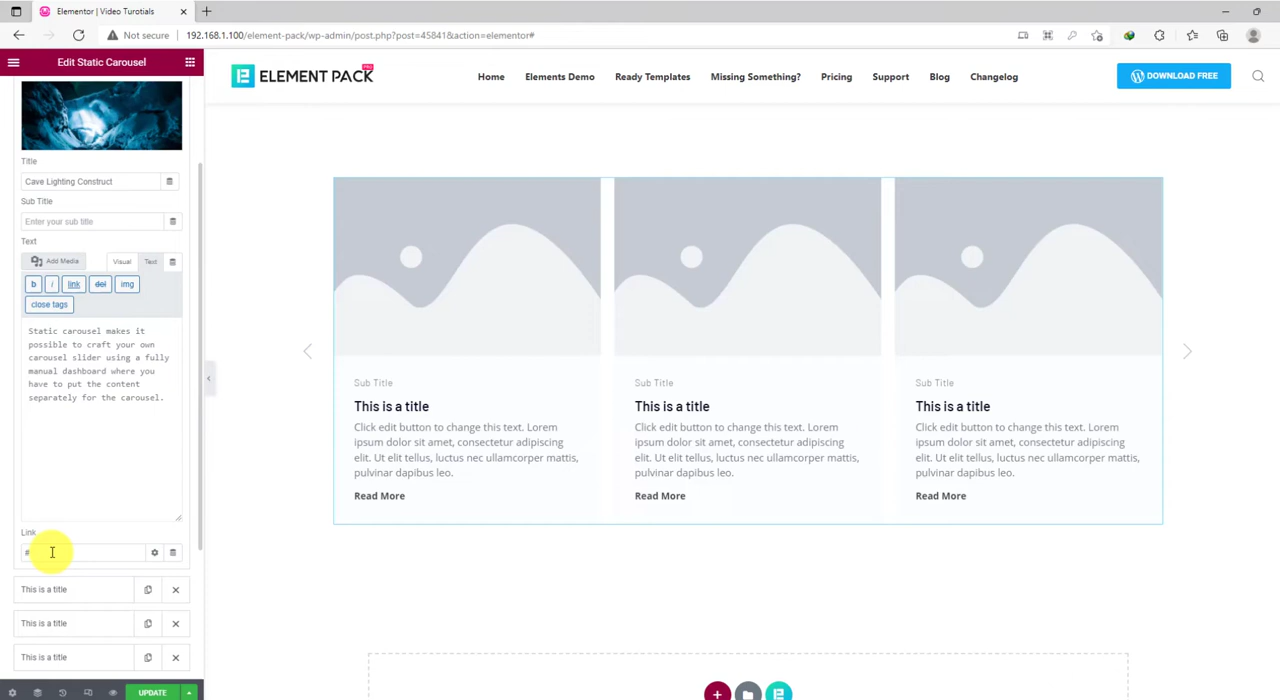 Elementor | Video Turotials
Not secure
192.168.1.100/element-pack/wp-admin/post.php?post=45841&action=elementor#
Edit Static Carousel
Title
Cave Lighting Construct
Sub Title
Enter your sub title
Text
Add Media
Visual
Text
b
i
link
del
img
close tags
Static carousel makes it
possible to craft your own
carousel slider using a fully
manual dashboard where you
have to put the content
separately for the carousel.
Link
#
This is a title
This is a title
This is a title
UPDATE
ELEMENT PACK
PRO
Home
Elements Demo
Ready Templates
Missing Something?
Pricing
Support
Blog
Changelog
DOWNLOAD FREE
Sub Title
This is a title
Click edit button to change this text. Lorem
ipsum dolor sit amet, consectetur adipiscing
elit. Ut elit tellus, luctus nec ullamcorper mattis,
pulvinar dapibus leo.
Read More
Sub Title
This is a title
Click edit button to change this text. Lorem
ipsum dolor sit amet, consectetur adipiscing
elit. Ut elit tellus, luctus nec ullamcorper mattis,
pulvinar dapibus leo.
Read More
Sub Title
This is a title
Click edit button to change this text. Lorem
ipsum dolor sit amet, consectetur adipiscing
elit. Ut elit tellus, luctus nec ullamcorper mattis,
pulvinar dapibus leo.
Read More